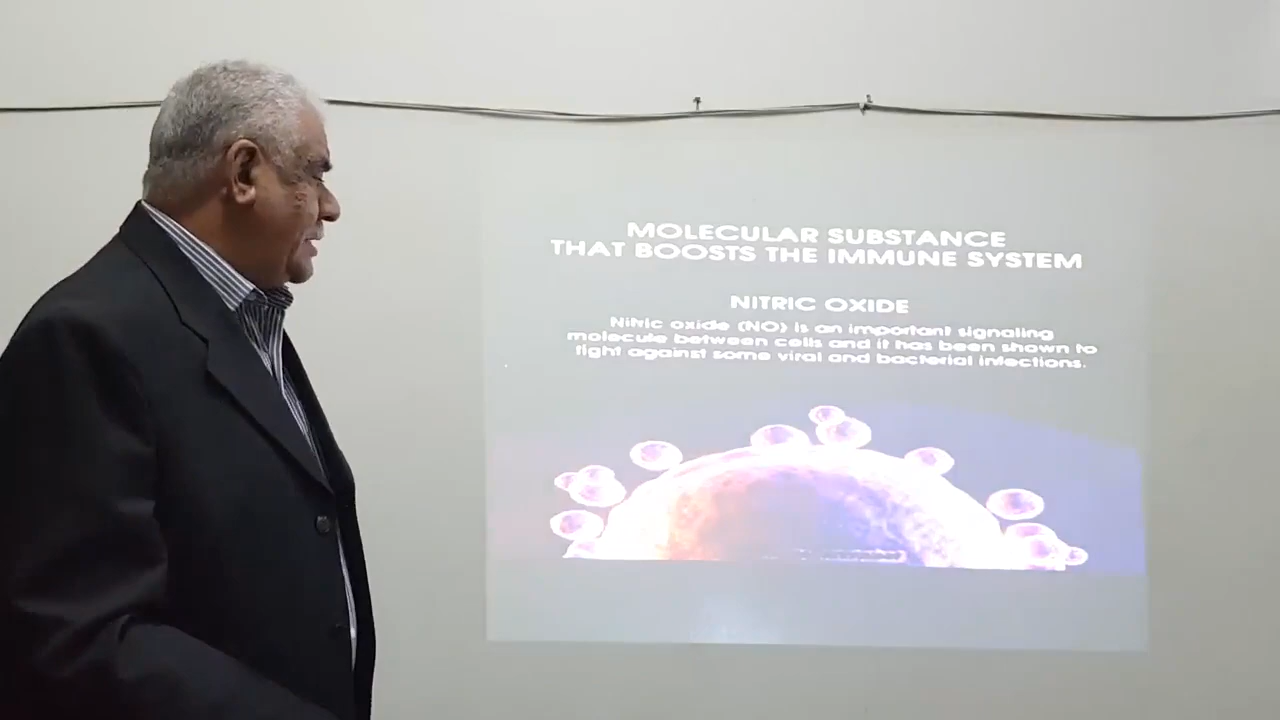 MOLECULAR SUBSTANCE
THAT BOOSTS THE IMMUNE SYSTEM
NITRIC OXIDE
Nitric oxide (NO) is an important signaling
molecule between cells and it has been shown to
fight against some viral and bacterial infections.